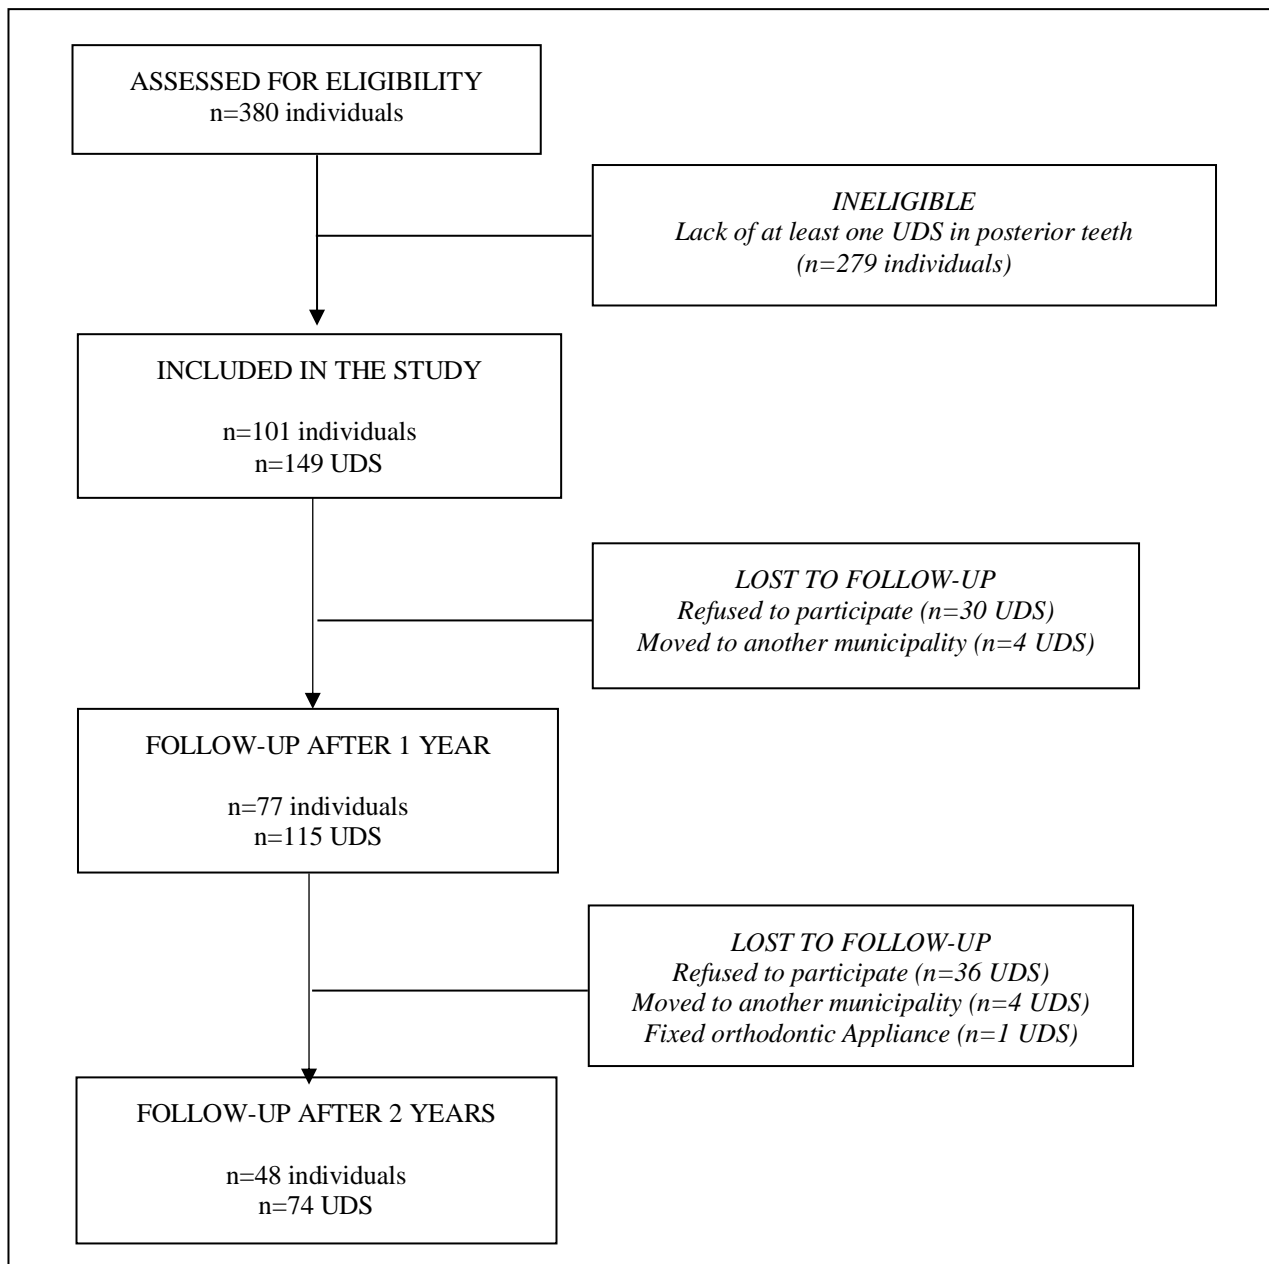 ASSESSED FOR ELIGIBILITY
n=380 individuals
INELIGIBLE
Lack of at least one UDS in posterior teeth
(n=279 individuals)
INCLUDED IN THE STUDY
n=101 individuals
n=149 UDS
LOST TO FOLLOW-UP
Refused to participate (n=30 UDS)
Moved to another municipality (n=4 UDS)
FOLLOW-UP AFTER 1 YEAR
n=77 individuals
n=115 UDS
LOST TO FOLLOW-UP
Refused to participate (n=36 UDS)
Moved to another municipality (n=4 UDS)
Fixed orthodontic Appliance (n=1 UDS)
FOLLOW-UP AFTER 2 YEARS
n=48 individuals
n=74 UDS